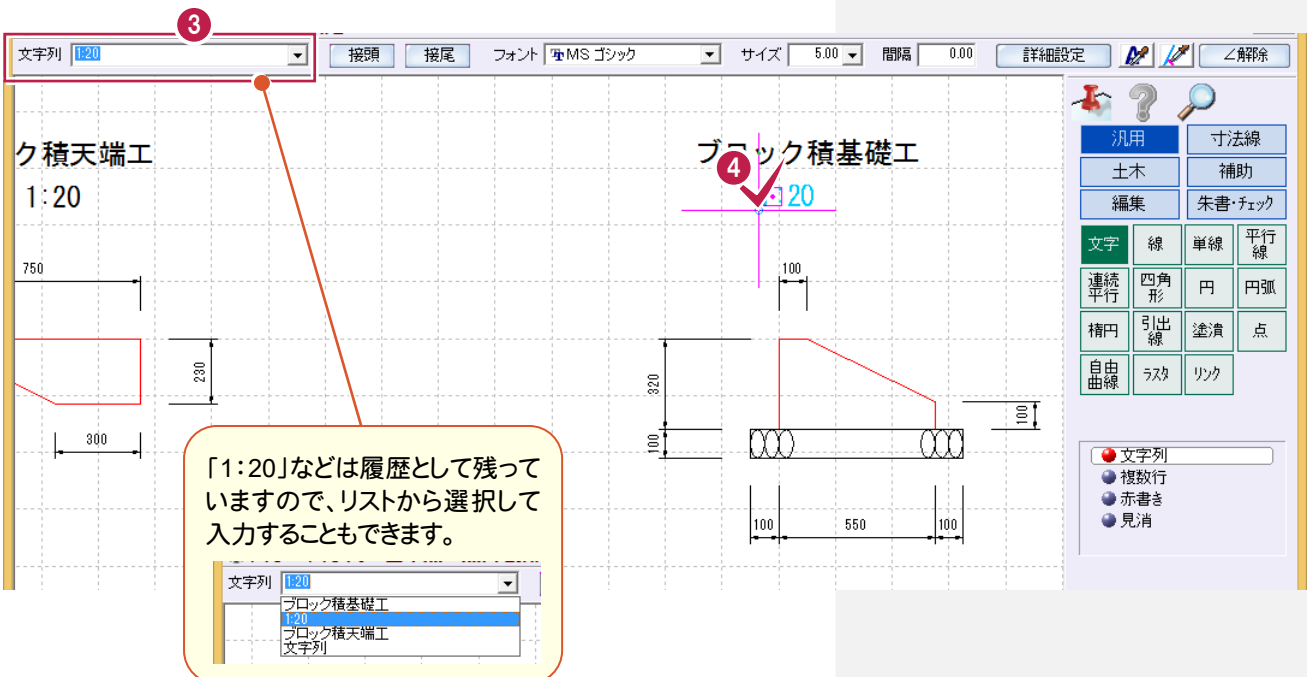 3
文字列 1:20 接頭 接尾 フォント MS ゴシック サイズ 5.00 間隔 0.00 詳細設定 ∠解除
汎用 寸法線
土木 補助
編集 朱書・チェック
文字 線 単線 平行線
連続平行 四角形 円 円弧
楕円 引出線 塗潰 点
自由曲線 ラスタ リンク
文字列
複数行
赤書き
見消
ク積天端工
1:20
750
230
300
ブロック積基礎工
4
20
100
320
100
100
100 550 100
「1:20」などは履歴として残って
いますので、リストから選択して
入力することもできます。
文字列 1:20
ブロック積基礎工
1:20
ブロック積天端工
文字列